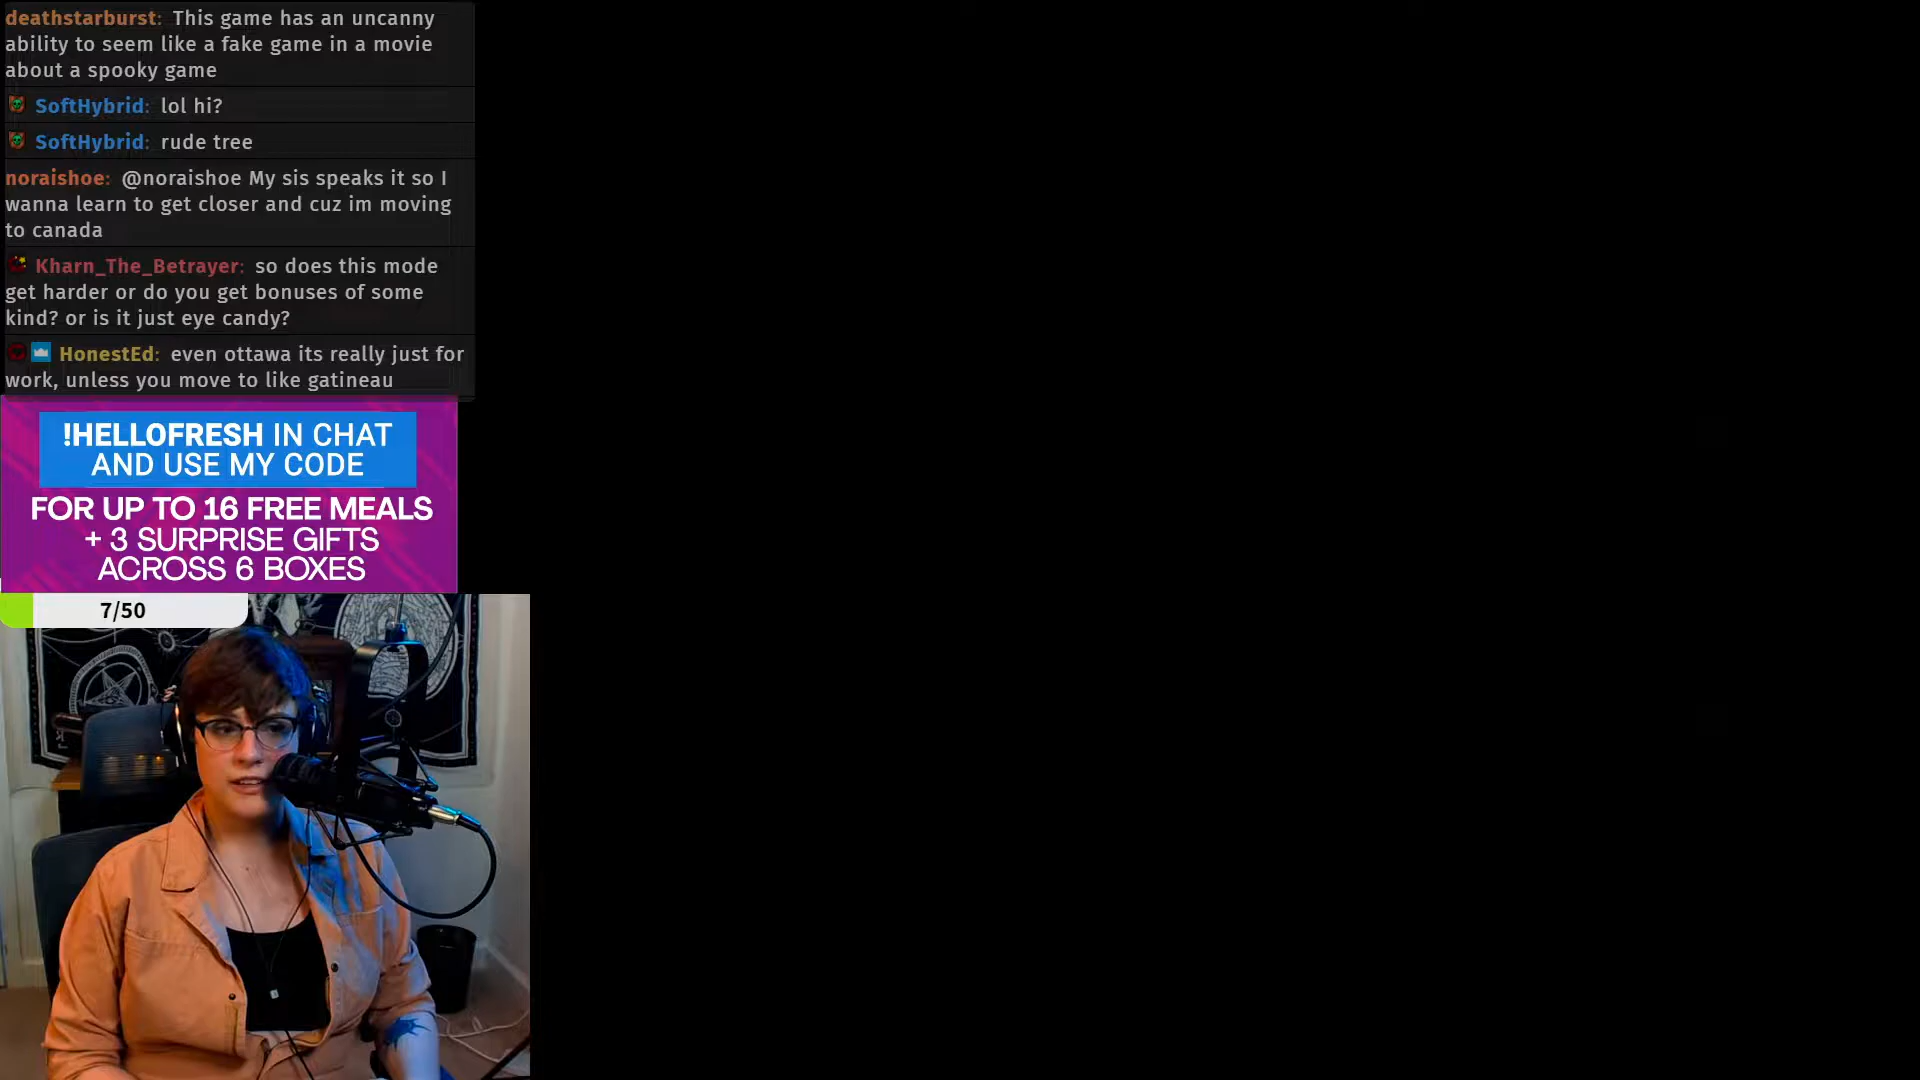 deathstarburst: This game has an uncanny
ability to seem like a fake game in a movie
about a spooky game
SoftHybrid: lol hi?
SoftHybrid: rude tree
noraishoe: @noraishoe My sis speaks it so I
wanna learn to get closer and cuz im moving
to canada
Kharn_The_Betrayer: so does this mode
get harder or do you get bonuses of some
kind? or is it just eye candy?
HonestEd: even ottawa its really just for
work, unless you move to like gatineau
!HELLOFRESH IN CHAT
AND USE MY CODE
FOR UP TO 16 FREE MEALS
+ 3 SURPRISE GIFTS
ACROSS 6 BOXES
7/50